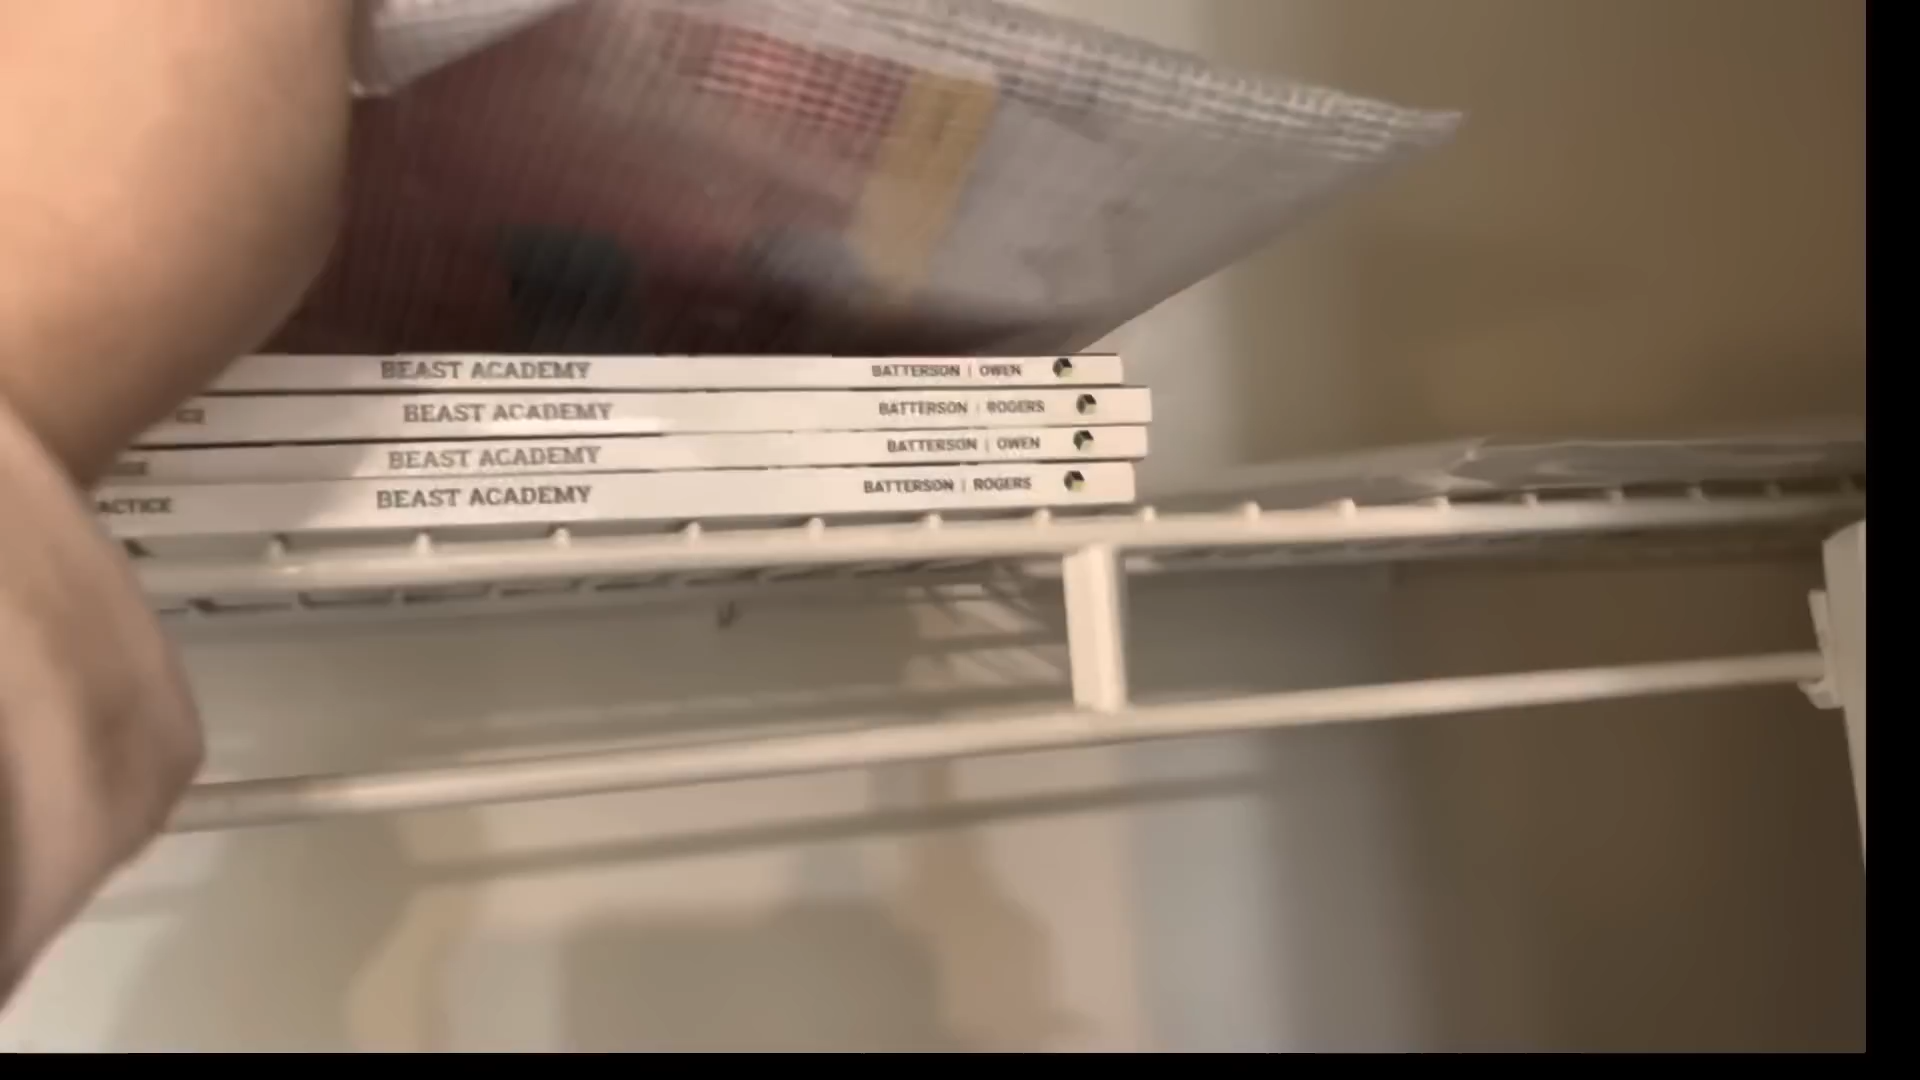 BEAST ACADEMY BATTERSON | OWEN
BEAST ACADEMY BATTERSON | ROGERS
BEAST ACADEMY BATTERSON | OWEN
ACTICE BEAST ACADEMY BATTERSON | ROGERS